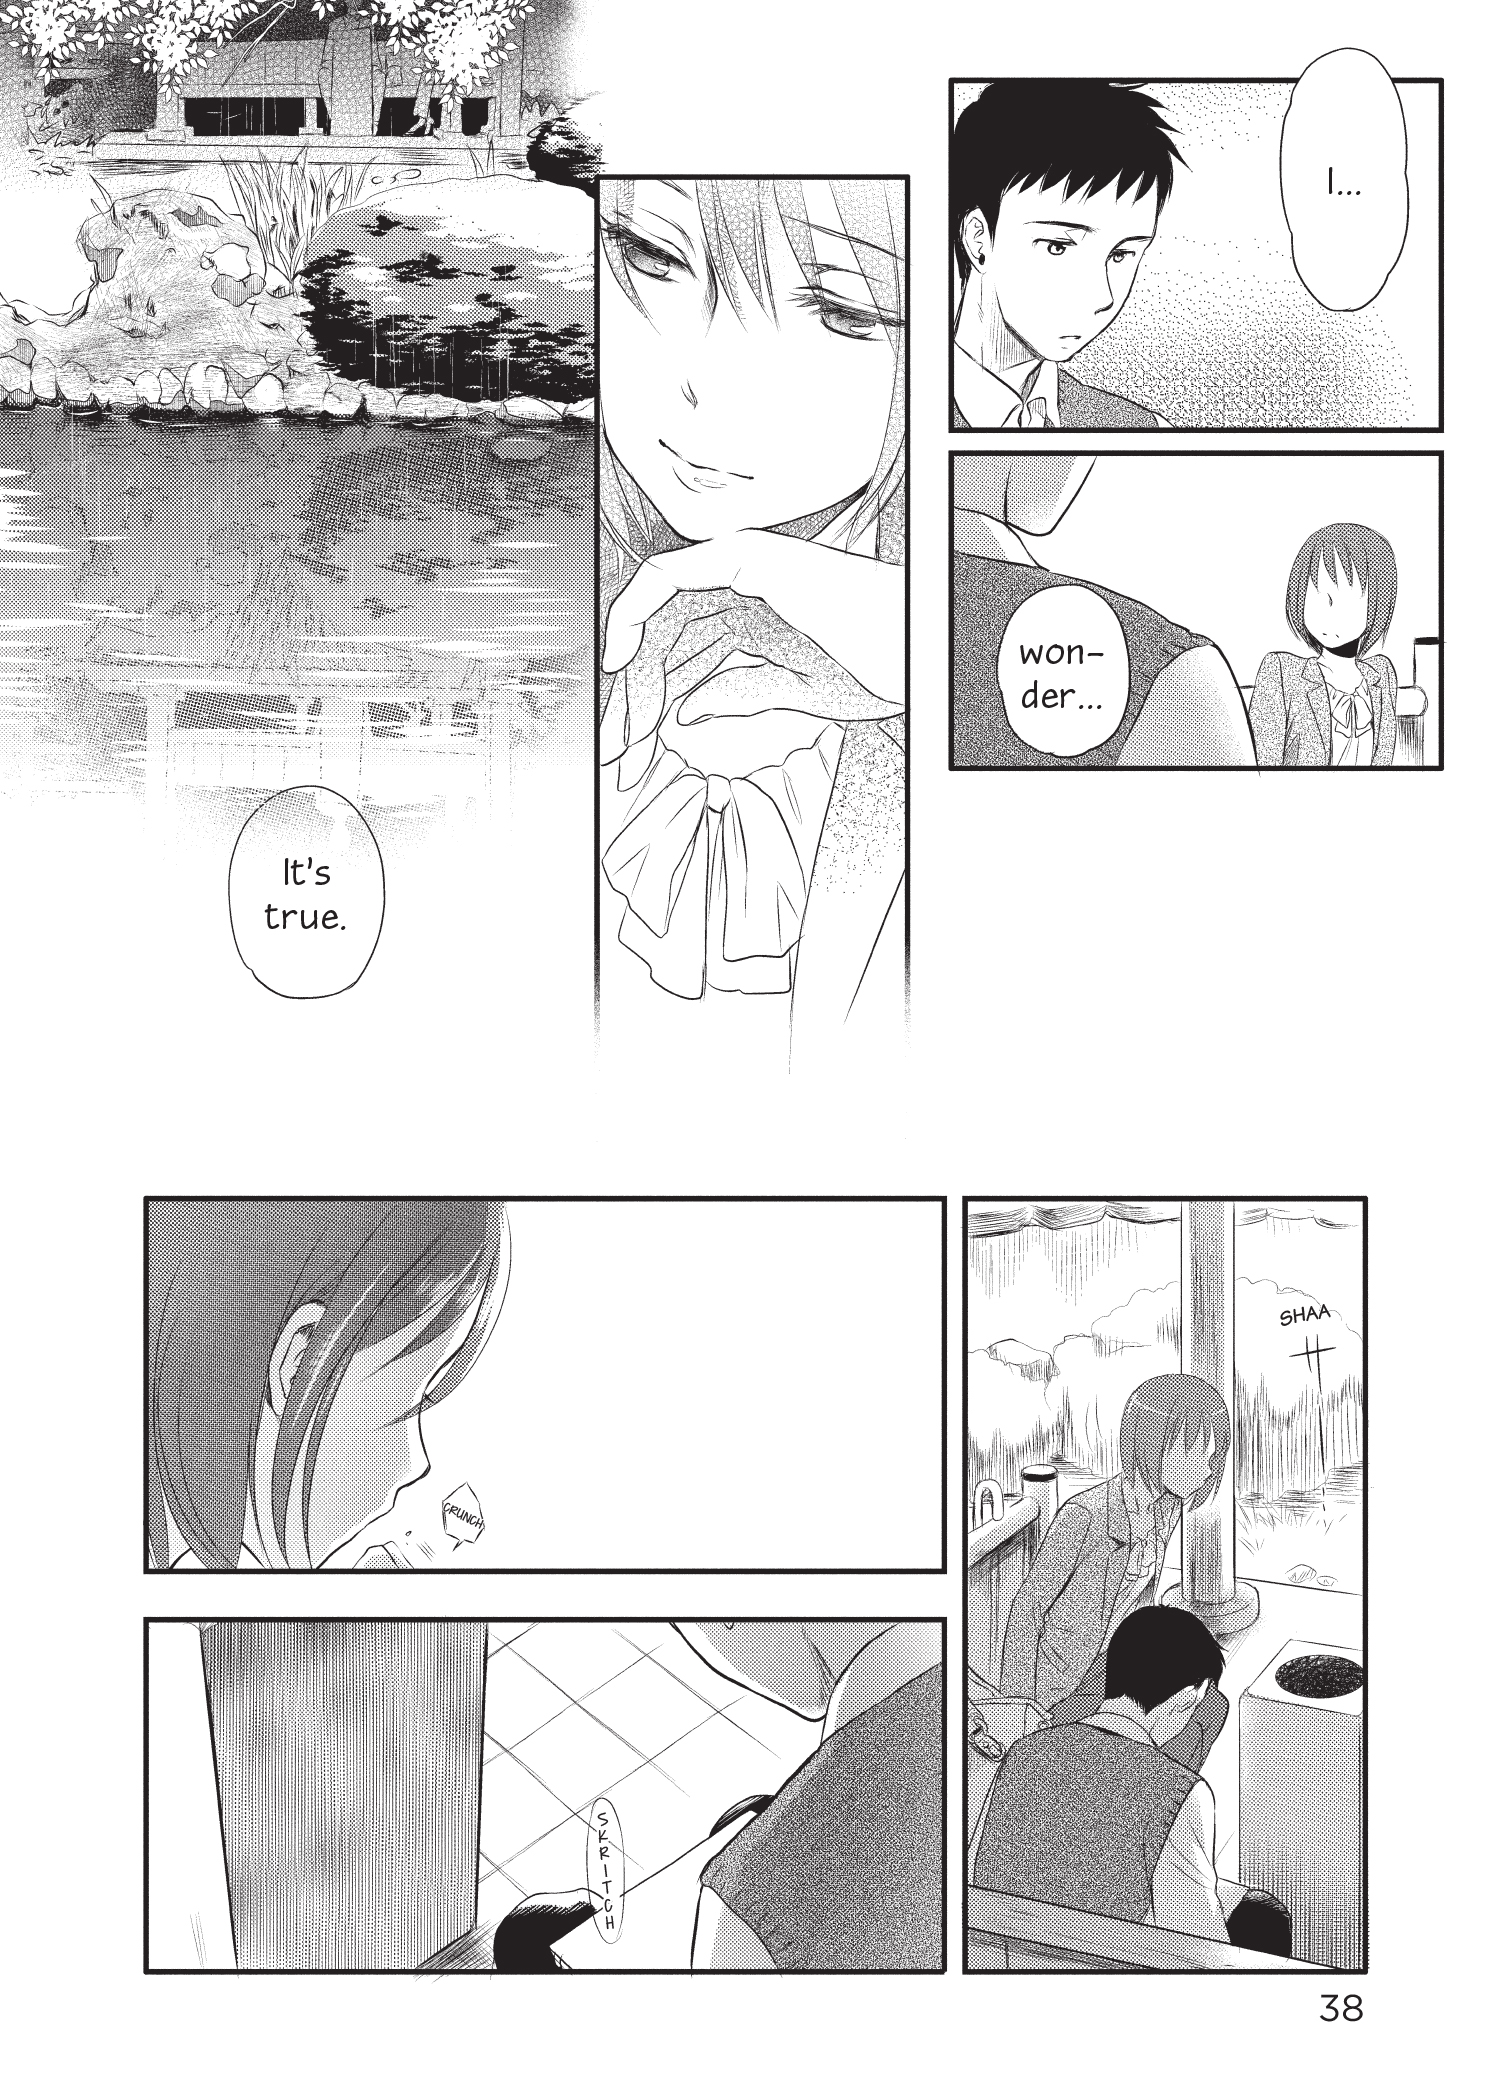 I...
won-
der...
It's
true.
SHAA
CRUNCH
SKRITCH
38